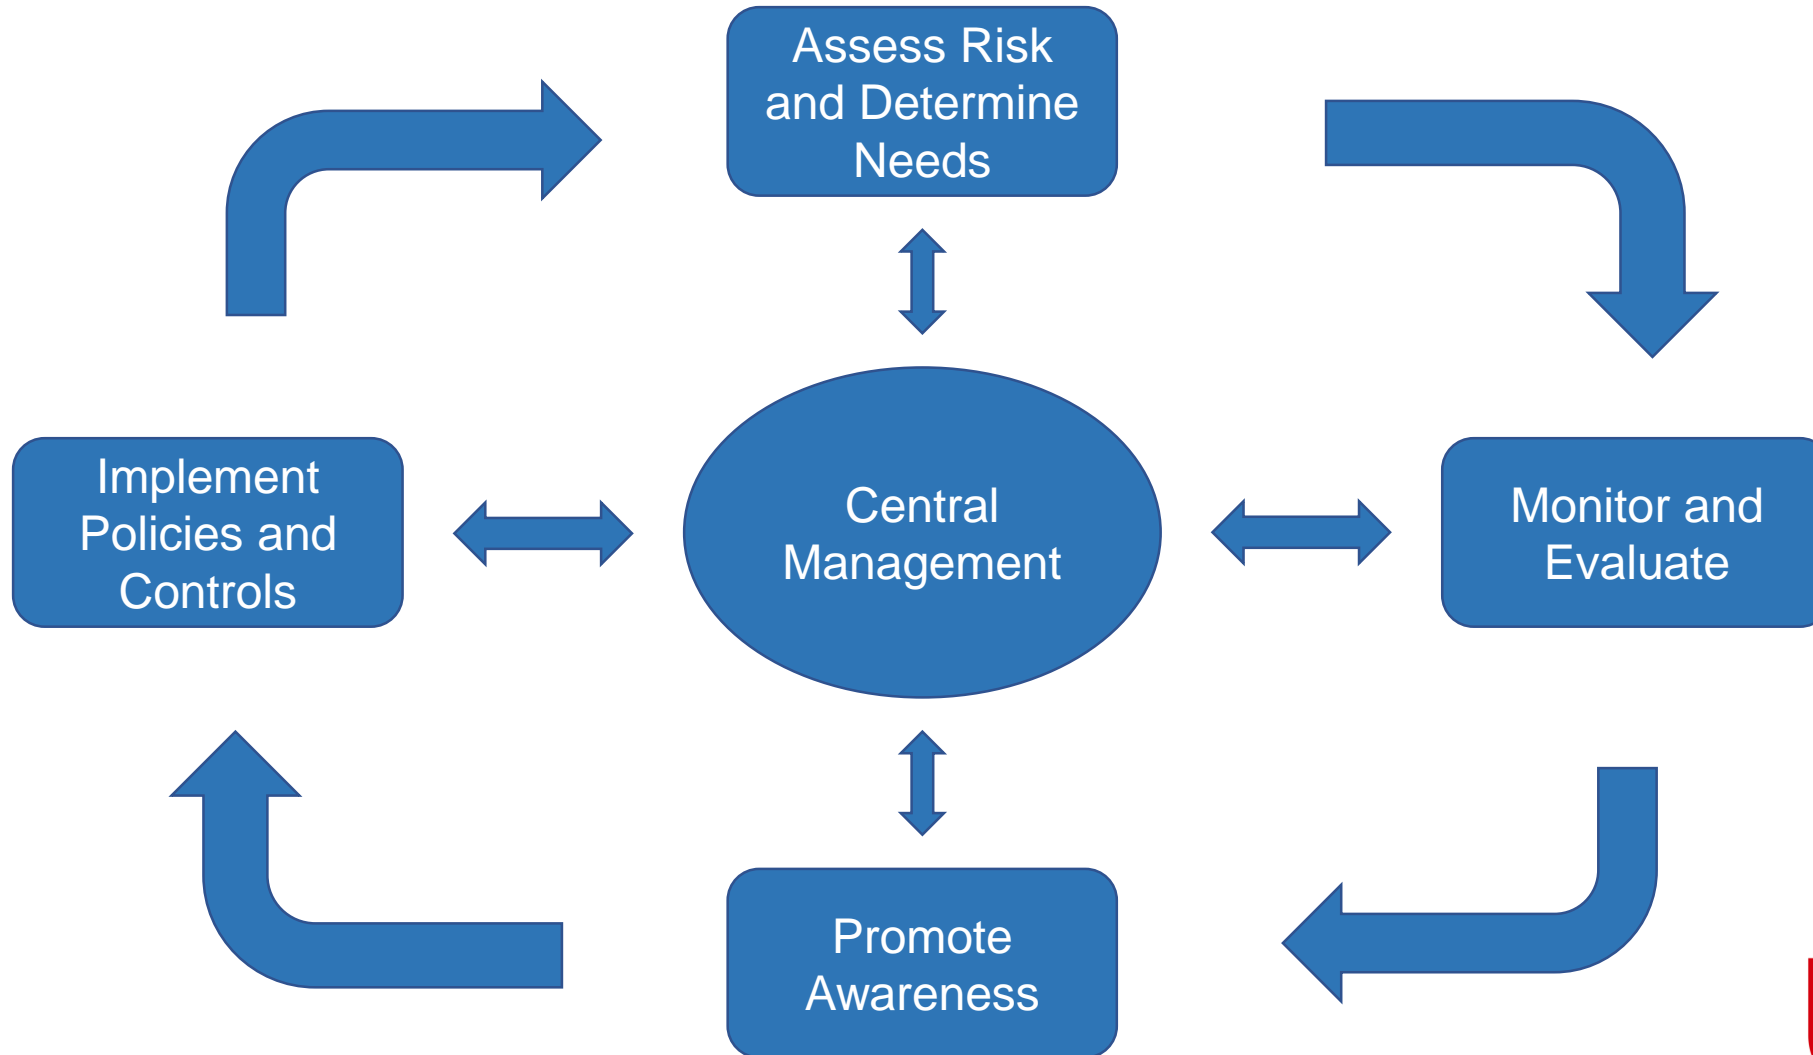 Assess Risk
and Determine
Needs
Implement
Policies and
Controls
Central
Management
Monitor and
Evaluate
Promote
Awareness